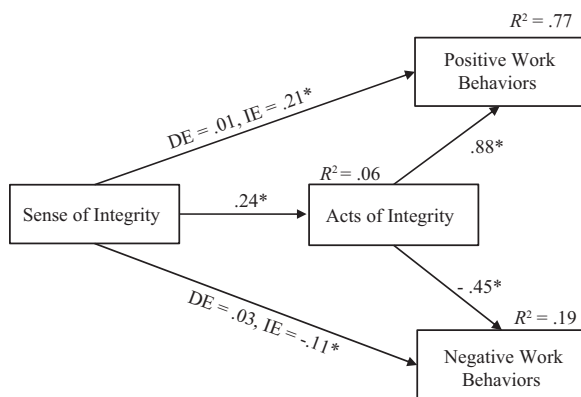 R² = .77
Positive Work
Behaviors
DE = .01, IE = .21*
.88*
R² = .06
Sense of Integrity
.24*
Acts of Integrity
- .45*
DE = .03, IE = -.11*
R² = .19
Negative Work
Behaviors